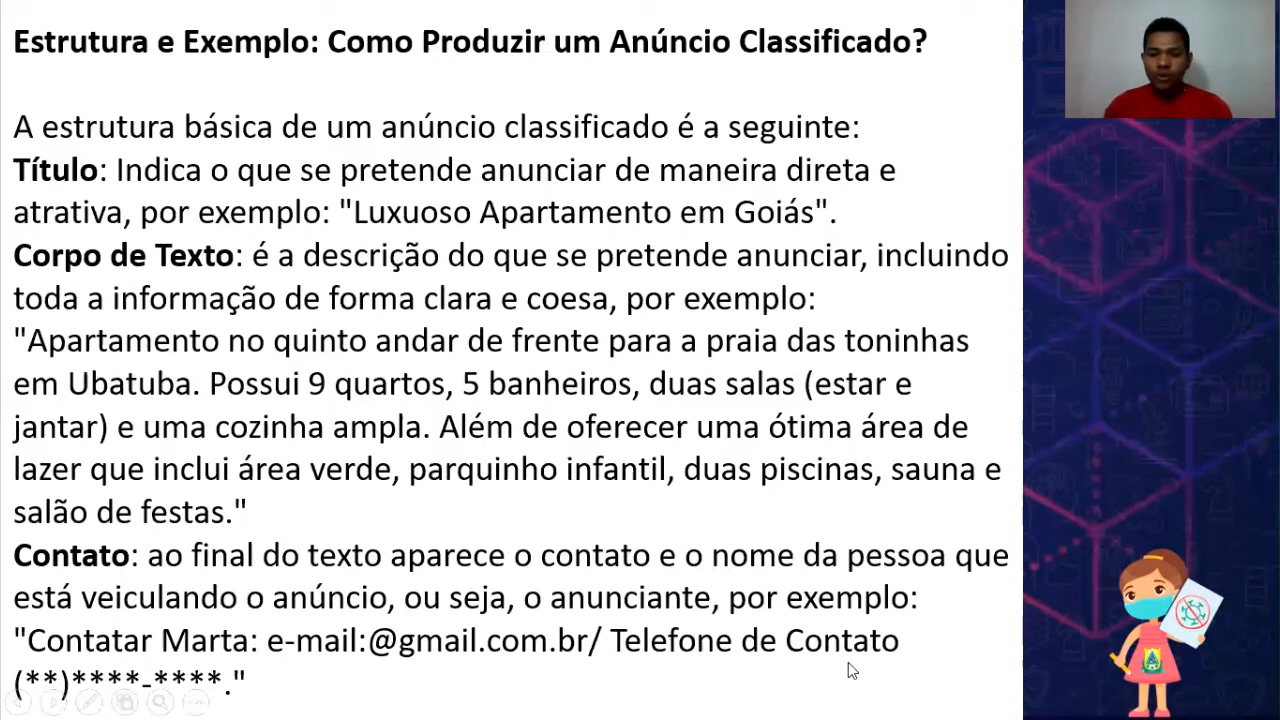 Estrutura e Exemplo: Como Produzir um Anúncio Classificado?
A estrutura básica de um anúncio classificado é a seguinte:
Título: Indica o que se pretende anunciar de maneira direta e
atrativa, por exemplo: "Luxuoso Apartamento em Goiás".
Corpo de Texto: é a descrição do que se pretende anunciar, incluindo
toda a informação de forma clara e coesa, por exemplo:
"Apartamento no quinto andar de frente para a praia das toninhas
em Ubatuba. Possui 9 quartos, 5 banheiros, duas salas (estar e
jantar) e uma cozinha ampla. Além de oferecer uma ótima área de
lazer que inclui área verde, parquinho infantil, duas piscinas, sauna e
salão de festas."
Contato: ao final do texto aparece o contato e o nome da pessoa que
está veiculando o anúncio, ou seja, o anunciante, por exemplo:
"Contatar Marta: e-mail:@gmail.com.br/ Telefone de Contato
(**)****-****."